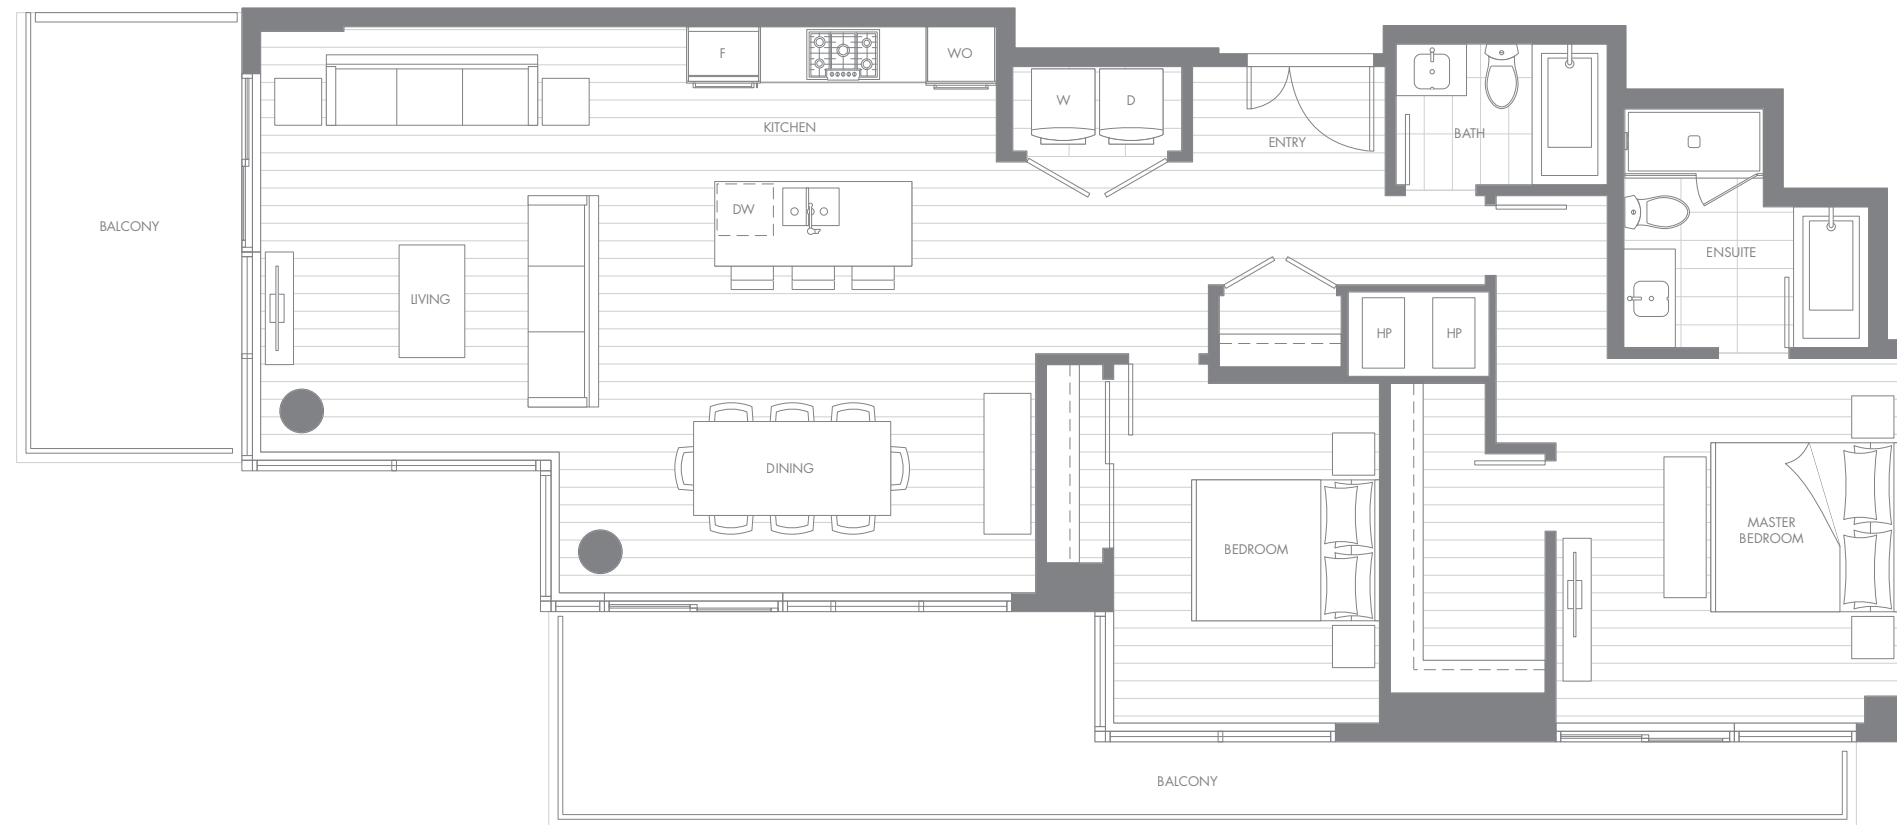 F
WO
W
D
KITCHEN
ENTRY
BATH
DW
BALCONY
ENSUITE
LIVING
HP
HP
DINING
BEDROOM
MASTER
BEDROOM
BALCONY